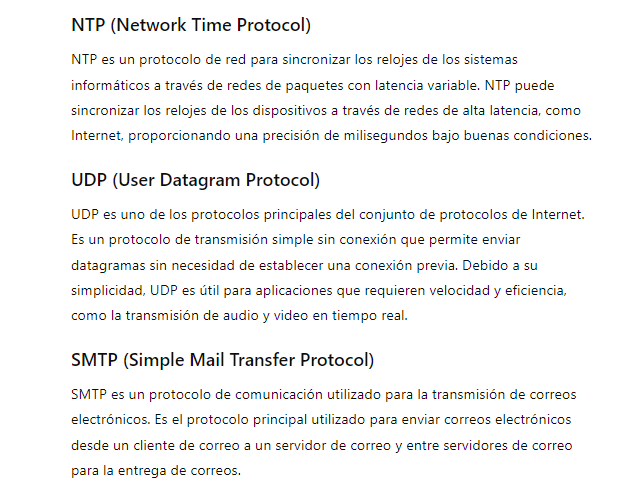 NTP (Network Time Protocol)
NTP es un protocolo de red para sincronizar los relojes de los sistemas
informáticos a través de redes de paquetes con latencia variable. NTP puede
sincronizar los relojes de los dispositivos a través de redes de alta latencia, como
Internet, proporcionando una precisión de milisegundos bajo buenas condiciones.
UDP (User Datagram Protocol)
UDP es uno de los protocolos principales del conjunto de protocolos de Internet.
Es un protocolo de transmisión simple sin conexión que permite enviar
datagramas sin necesidad de establecer una conexión previa. Debido a su
simplicidad, UDP es útil para aplicaciones que requieren velocidad y eficiencia,
como la transmisión de audio y video en tiempo real.
SMTP (Simple Mail Transfer Protocol)
SMTP es un protocolo de comunicación utilizado para la transmisión de correos
electrónicos. Es el protocolo principal utilizado para enviar correos electrónicos
desde un cliente de correo a un servidor de correo y entre servidores de correo
para la entrega de correos.